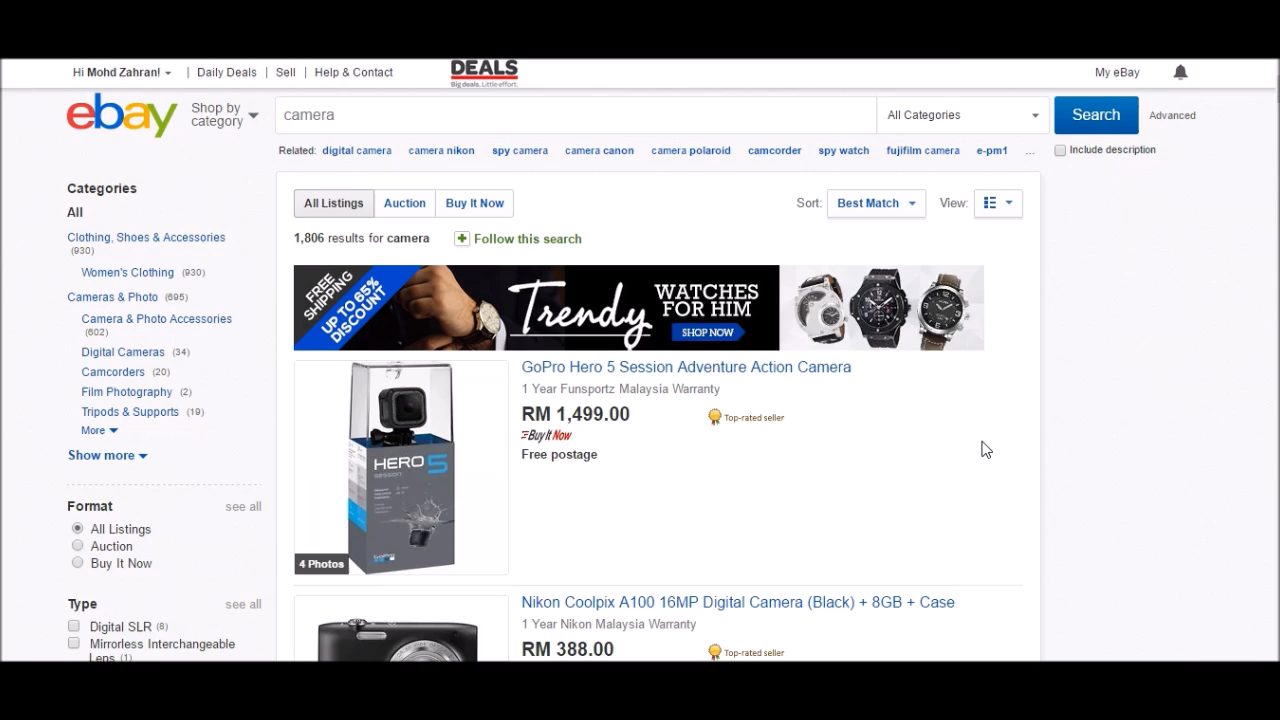 Hi Mohd Zahran! | Daily Deals | Sell | Help & Contact
DEALS
Big deals. Little effort.
My eBay
ebay
Shop by
category
camera
All Categories
Search
Advanced
Related: digital camera camera nikon spy camera camera canon camera polaroid camcorder spy watch fujifilm camera e-pm1 ...
Include description
Categories
All
Clothing, Shoes & Accessories
(930)
Women's Clothing (930)
Cameras & Photo (695)
Camera & Photo Accessories
(602)
Digital Cameras (34)
Camcorders (20)
Film Photography (2)
Tripods & Supports (19)
More
Show more
Format see all
All Listings
Auction
Buy It Now
Type see all
Digital SLR (8)
Mirrorless Interchangeable
Lens (1)
All Listings Auction Buy It Now
Sort: Best Match View:
1,806 results for camera + Follow this search
FREE
SHIPPING
UP TO 65%
DISCOUNT
Trendy
WATCHES
FOR HIM
SHOP NOW
HERO 5
session
4 Photos
GoPro Hero 5 Session Adventure Action Camera
1 Year Funsportz Malaysia Warranty
RM 1,499.00
Top-rated seller
Buy It Now
Free postage
Nikon Coolpix A100 16MP Digital Camera (Black) + 8GB + Case
1 Year Nikon Malaysia Warranty
RM 388.00
Top-rated seller